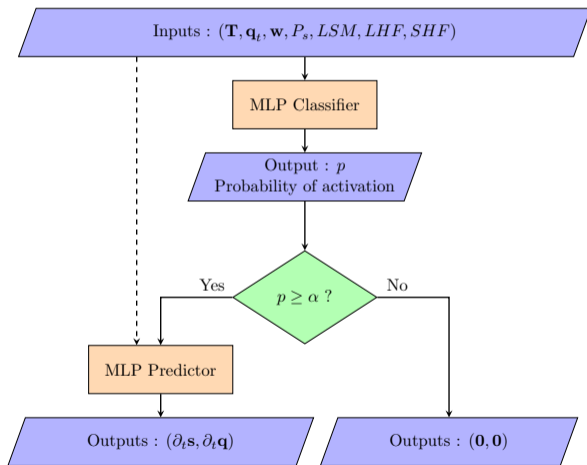 Inputs : (T, q_t, w, P_s, LSM, LHF, SHF)
MLP Classifier
Output : p
Probability of activation
p ≥ α ?
Yes
No
MLP Predictor
Outputs : (∂_t s, ∂_t q)
Outputs : (0, 0)